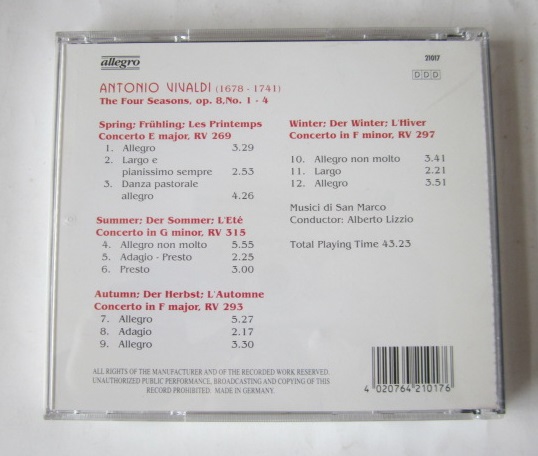 allegro
21017
DDD
ANTONIO VIVALDI (1678 - 1741)
The Four Seasons, op. 8,No. 1 - 4
Spring; Frühling; Les Printemps
Concerto E major, RV 269
1. Allegro 3.29
2. Largo e
pianissimo sempre 2.53
3. Danza pastorale
allegro 4.26
Summer; Der Sommer; L'Eté
Concerto in G minor, RV 315
4. Allegro non molto 5.55
5. Adagio - Presto 2.25
6. Presto 3.00
Autumn; Der Herbst; L'Automne
Concerto in F major, RV 293
7. Allegro 5.27
8. Adagio 2.17
9. Allegro 3.30
Winter; Der Winter; L'Hiver
Concerto in F minor, RV 297
10. Allegro non molto 3.41
11. Largo 2.21
12. Allegro 3.51
Musici di San Marco
Conductor: Alberto Lizzio
Total Playing Time 43.23
ALL RIGHTS OF THE MANUFACTURER AND OF THE RECORDED WORK RESERVED.
UNAUTHORIZED PUBLIC PERFORMANCE, BROADCASTING AND COPYING OF THIS
RECORD PROHIBITED. MADE IN GERMANY.
4 020764 210176